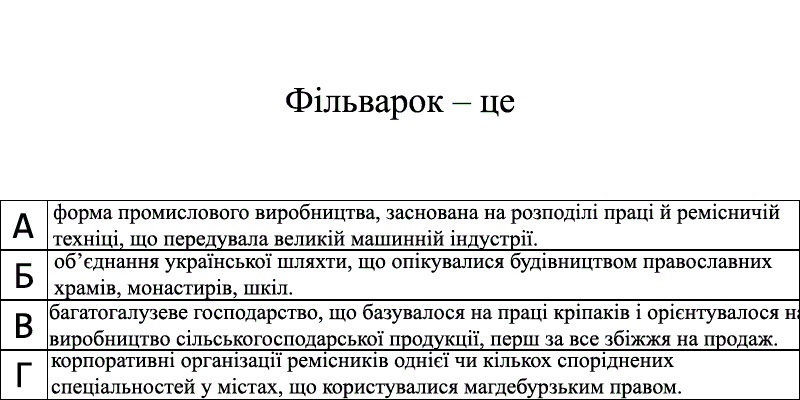 Фільварок – це
А
форма промислового виробництва, заснована на розподілі праці й ремісничій
техніці, що передувала великій машинній індустрії.
Б
об’єднання української шляхти, що опікувалися будівництвом православних
храмів, монастирів, шкіл.
В
багатогалузеве господарство, що базувалося на праці кріпаків і орієнтувалося на
виробництво сільськогосподарської продукції, перш за все збіжжя на продаж.
Г
корпоративні організації ремісників однієї чи кількох споріднених
спеціальностей у містах, що користувалися магдебурзьким правом.